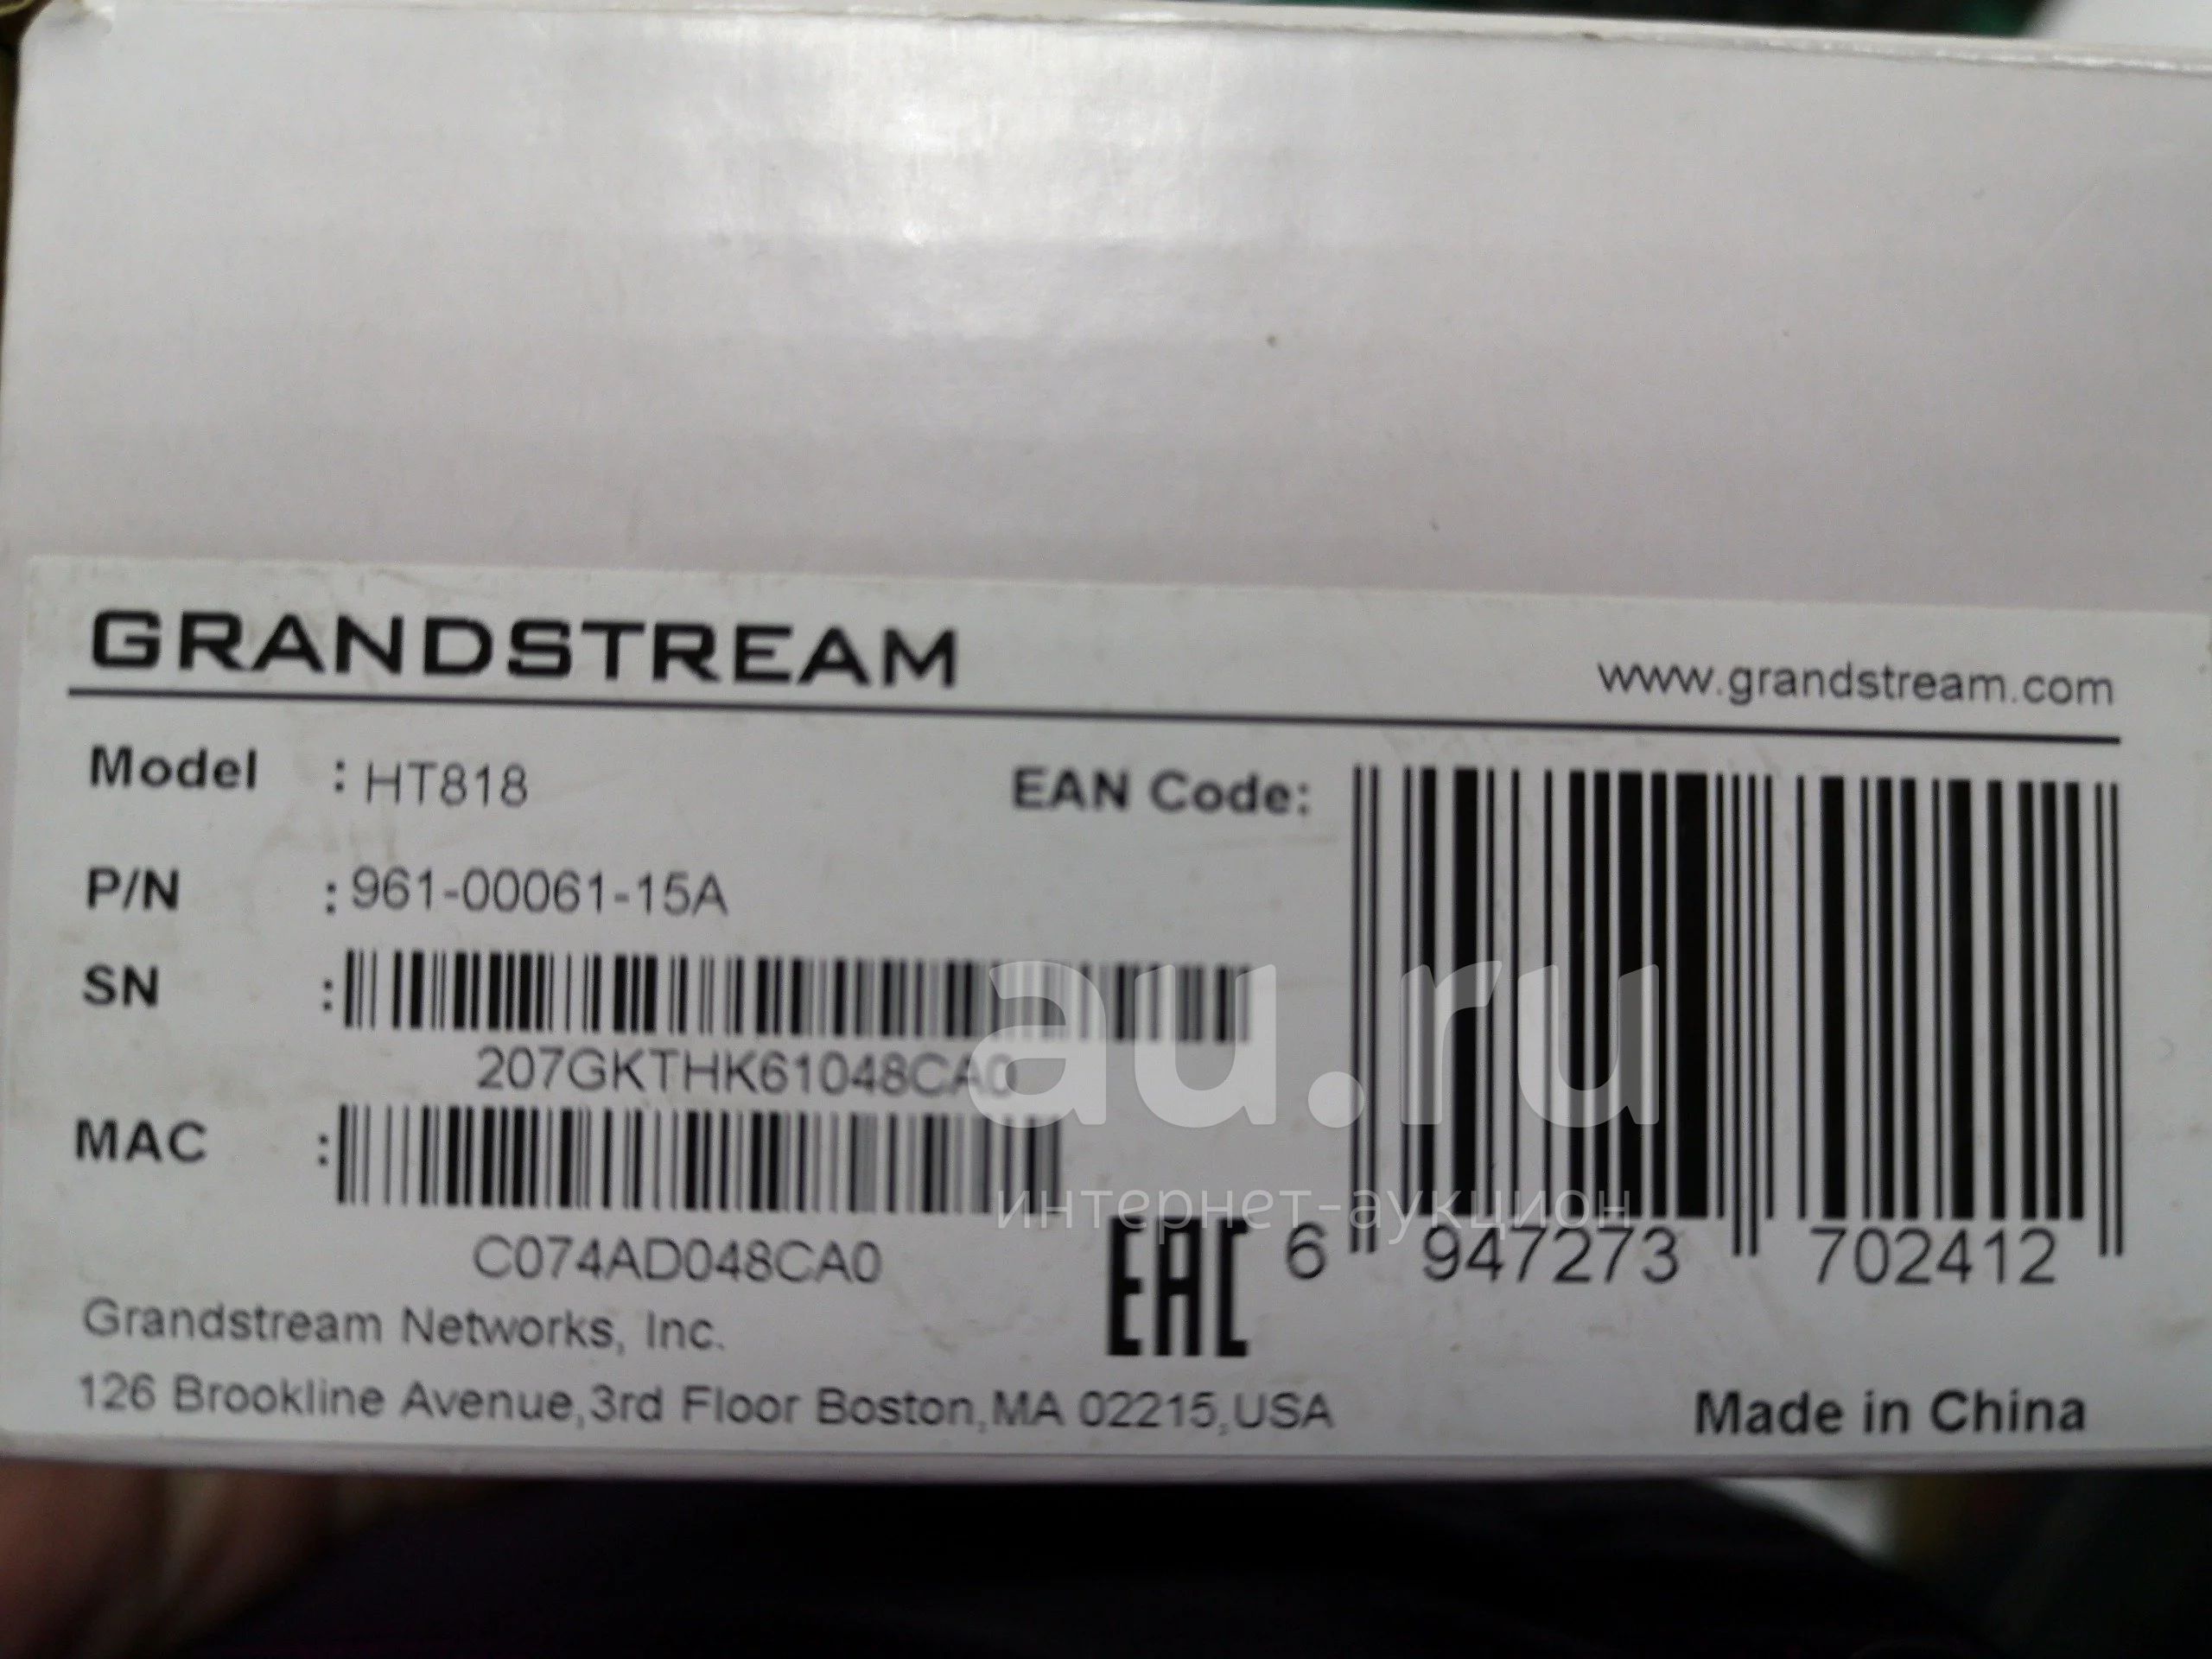 GRANDSTREAM
www.grandstream.com
Model : HT818
EAN Code:
P/N : 961-00061-15A
SN :
207GKTHK61048CA0
MAC :
C074AD048CA0
6 947273 702412
EAC
Grandstream Networks, Inc.
126 Brookline Avenue,3rd Floor Boston,MA 02215,USA
Made in China
au.ru
интернет-аукцион